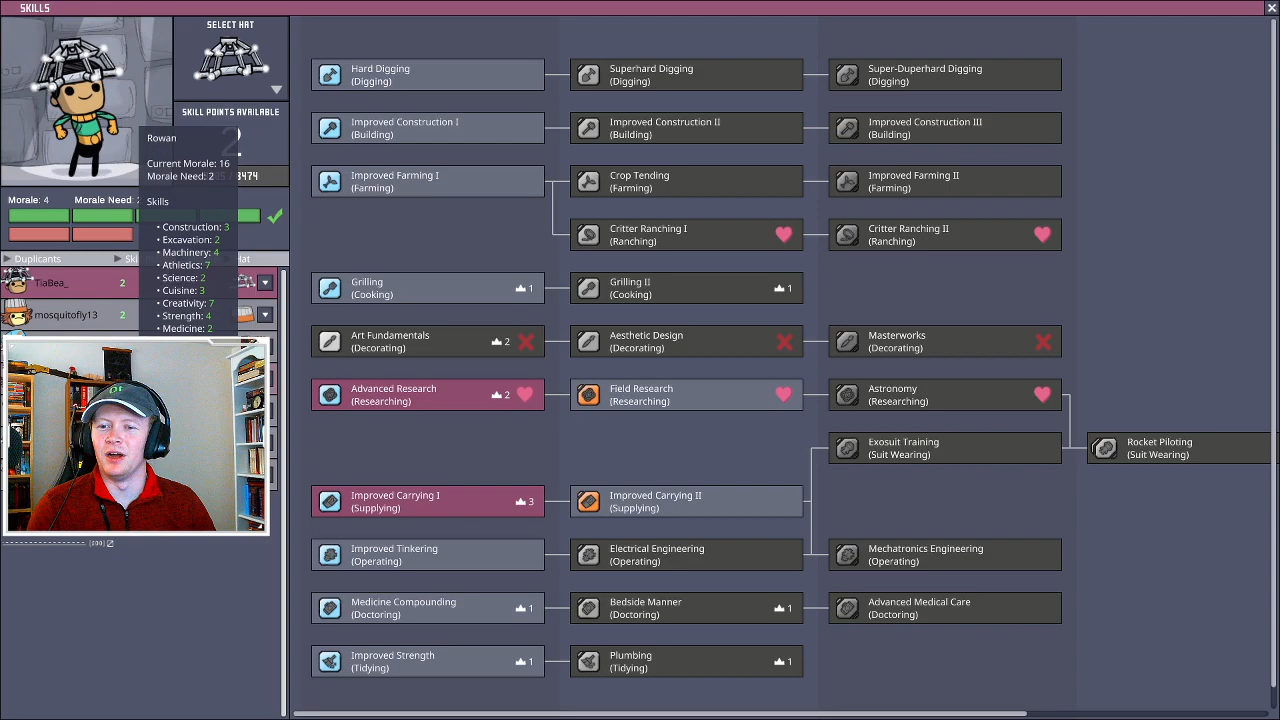 SKILLS
SELECT HAT
SKILL POINTS AVAILABLE
2
Rowan
Current Morale: 16
Morale Need: 2
3474
Morale: 4
Morale Need:
Skills
• Construction: 3
• Excavation: 2
• Machinery: 4
• Athletics: 7
• Science: 2
• Cuisine: 3
• Creativity: 7
• Strength: 4
• Medicine: 2
Duplicants
TiaBea_
2
mosquitofly13
2
Hard Digging
(Digging)
Superhard Digging
(Digging)
Super-Duperhard Digging
(Digging)
Improved Construction I
(Building)
Improved Construction II
(Building)
Improved Construction III
(Building)
Improved Farming I
(Farming)
Crop Tending
(Farming)
Improved Farming II
(Farming)
Critter Ranching I
(Ranching)
Critter Ranching II
(Ranching)
Grilling
(Cooking)
1
Grilling II
(Cooking)
1
Art Fundamentals
(Decorating)
2
Aesthetic Design
(Decorating)
Masterworks
(Decorating)
Advanced Research
(Researching)
2
Field Research
(Researching)
Astronomy
(Researching)
Exosuit Training
(Suit Wearing)
Rocket Piloting
(Suit Wearing)
Improved Carrying I
(Supplying)
3
Improved Carrying II
(Supplying)
Improved Tinkering
(Operating)
Electrical Engineering
(Operating)
Mechatronics Engineering
(Operating)
Medicine Compounding
(Doctoring)
1
Bedside Manner
(Doctoring)
1
Advanced Medical Care
(Doctoring)
Improved Strength
(Tidying)
1
Plumbing
(Tidying)
1